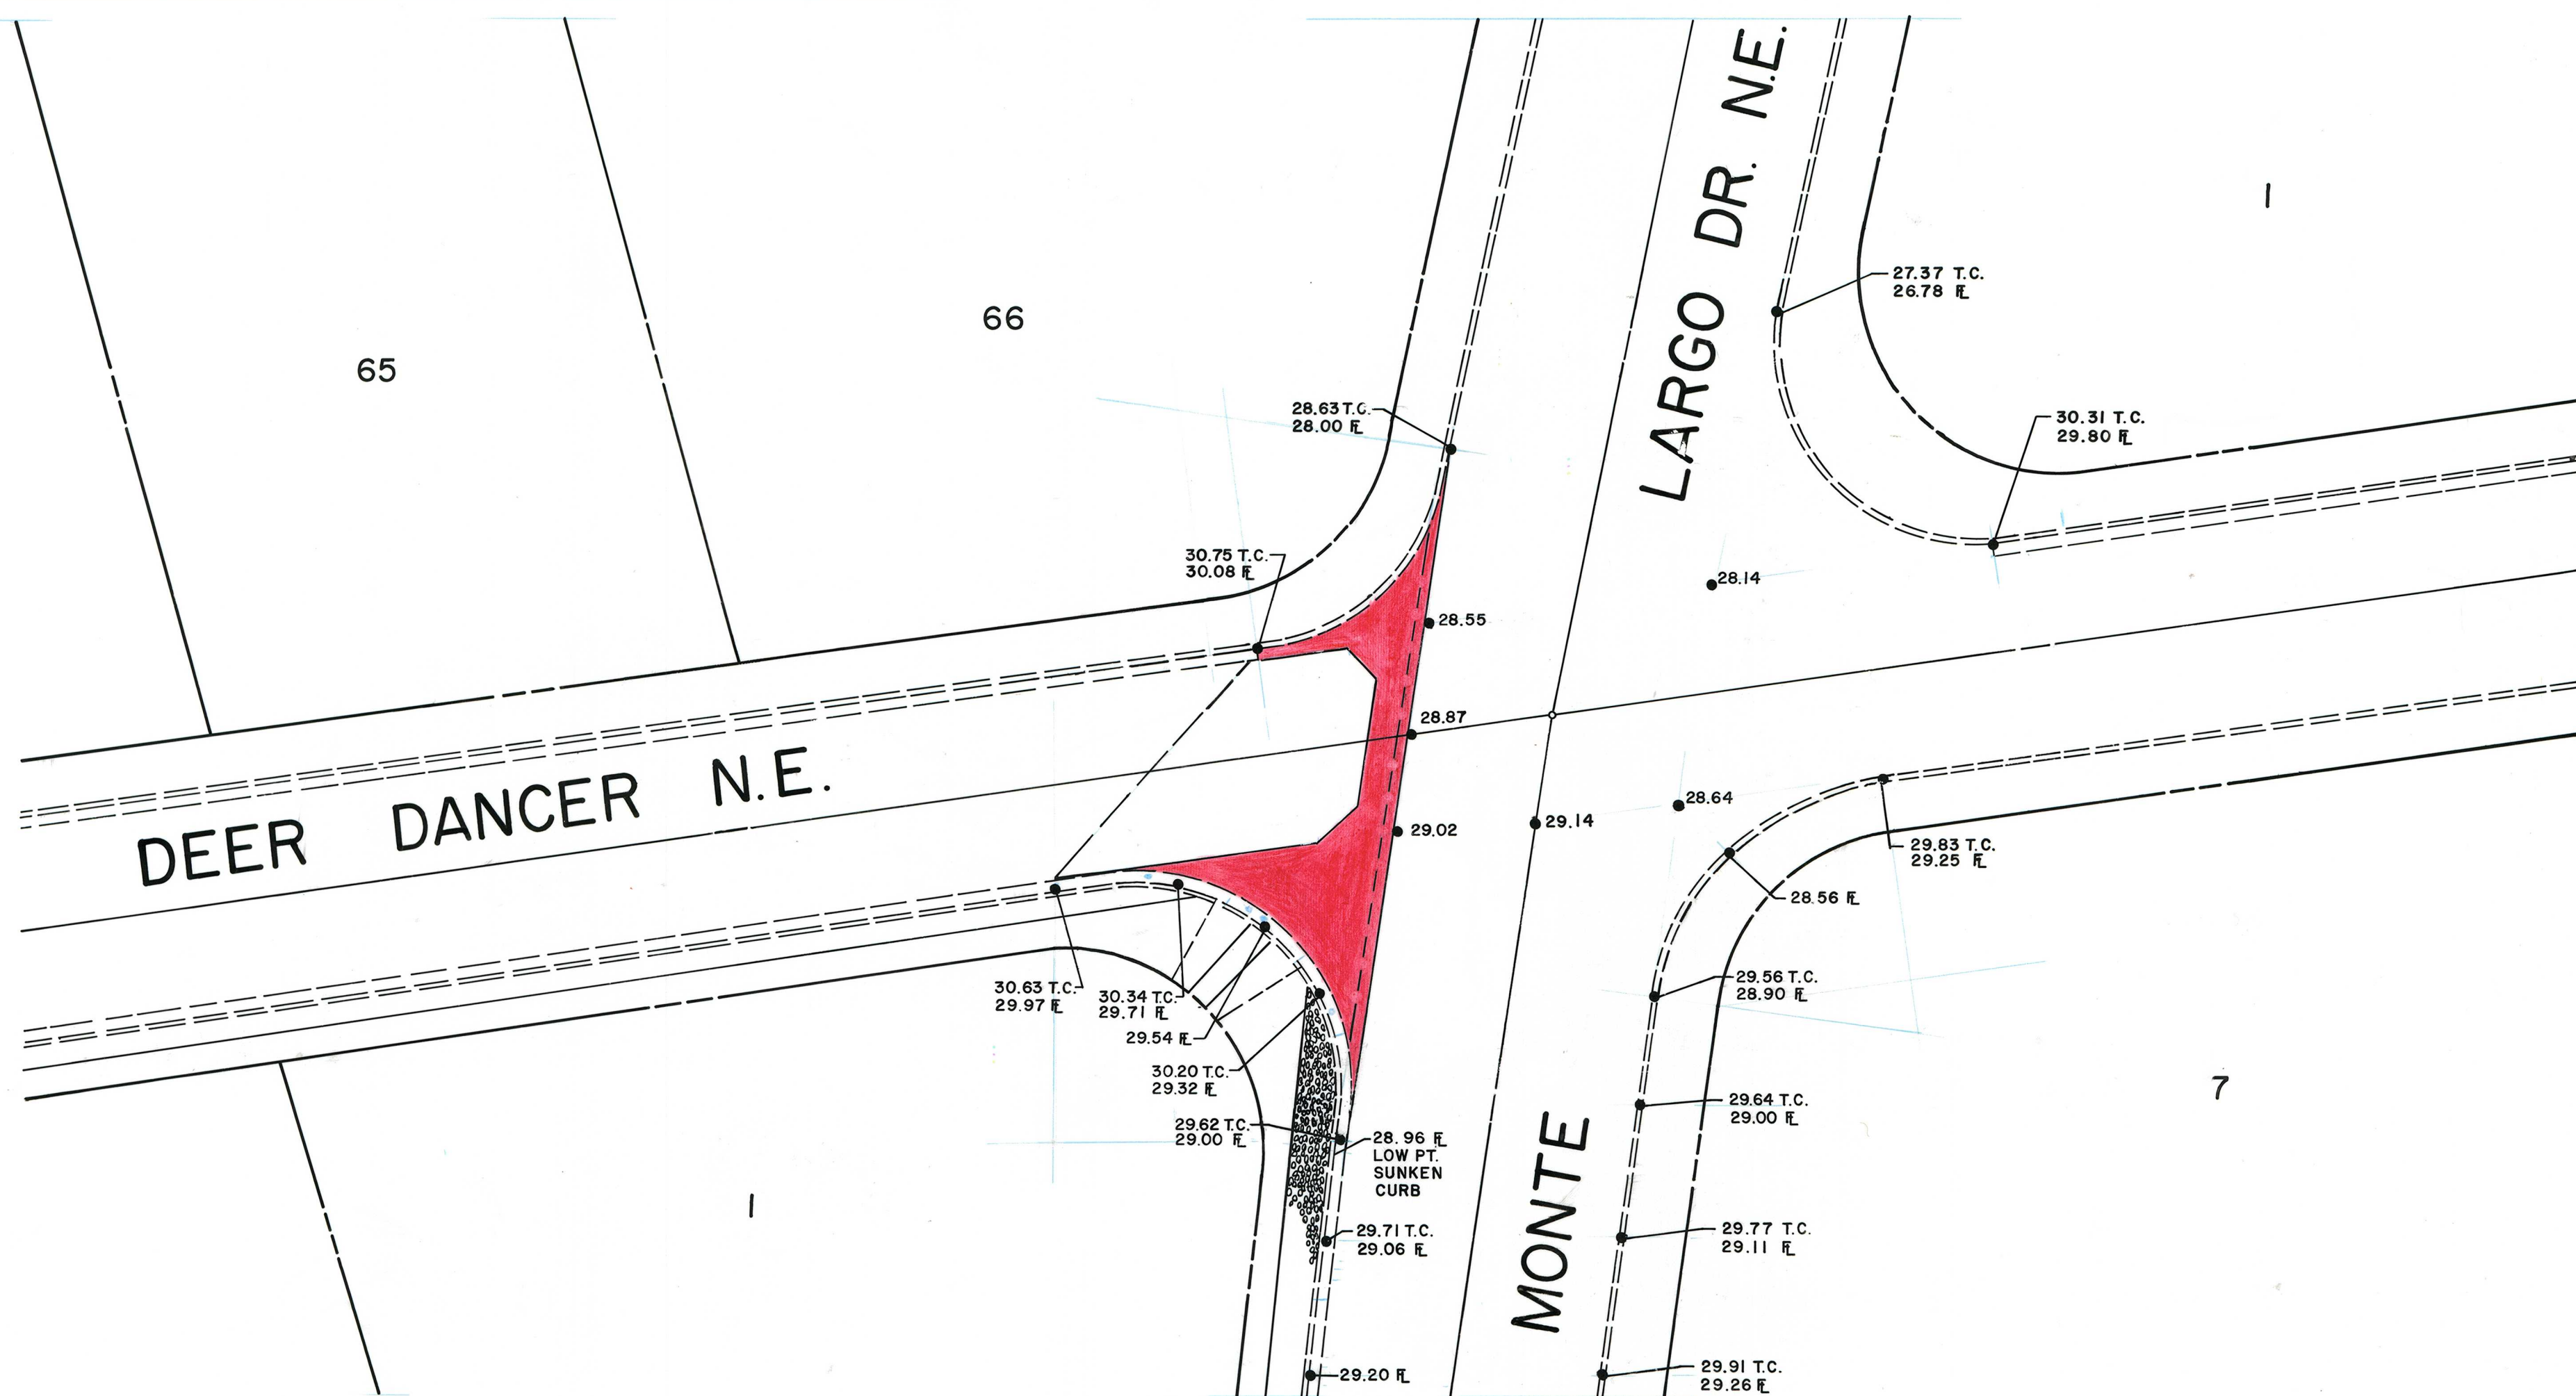 LARGO DR. N.E.
I
27.37 T.C.
26.78 FL
66
65
28.63 T.C.
28.00 FL
30.31 T.C.
29.80 FL
30.75 T.C.
30.08 FL
28.14
28.55
28.87
DEER DANCER N.E.
28.64
29.14
29.02
29.83 T.C.
29.25 FL
28.56 FL
29.56 T.C.
28.90 FL
30.63 T.C.
29.97 FL
30.34 T.C.
29.71 FL
29.54 FL
30.20 T.C.
29.32 FL
29.64 T.C.
29.00 FL
7
29.62 T.C.
29.00 FL
28.96 FL
LOW PT.
SUNKEN
CURB
MONTE
I
29.71 T.C.
29.06 FL
29.77 T.C.
29.11 FL
29.20 FL
29.91 T.C.
29.26 FL